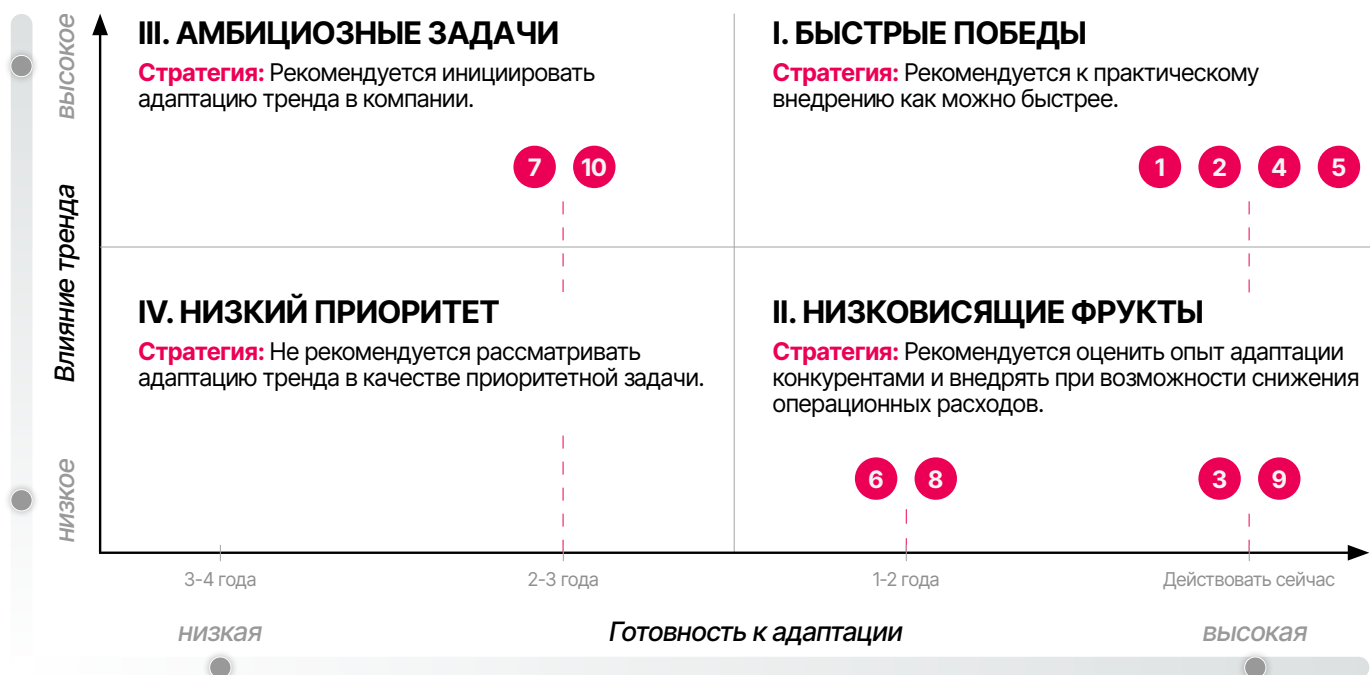 высокое
Влияние тренда
низкое
III. АМБИЦИОЗНЫЕ ЗАДАЧИ
Стратегия: Рекомендуется инициировать
адаптацию тренда в компании.
7 10
I. БЫСТРЫЕ ПОБЕДЫ
Стратегия: Рекомендуется к практическому
внедрению как можно быстрее.
1 2 4 5
IV. НИЗКИЙ ПРИОРИТЕТ
Стратегия: Не рекомендуется рассматривать
адаптацию тренда в качестве приоритетной задачи.
II. НИЗКОВИСЯЩИЕ ФРУКТЫ
Стратегия: Рекомендуется оценить опыт адаптации
конкурентами и внедрять при возможности снижения
операционных расходов.
6 8 3 9
3-4 года 2-3 года 1-2 года Действовать сейчас
низкая Готовность к адаптации высокая